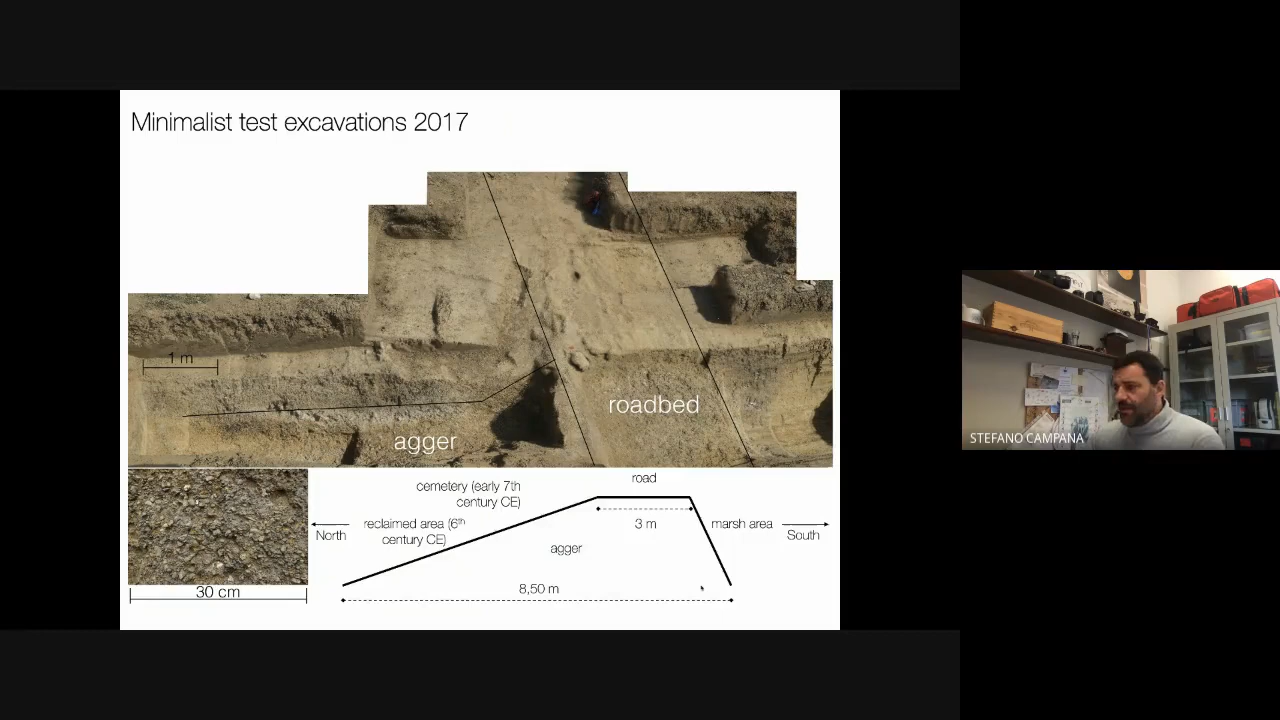 Minimalist test excavations 2017
1 m
roadbed
agger
cemetery (early 7th
century CE)
road
reclaimed area (6th
century CE)
3 m
marsh area
North
South
agger
8,50 m
30 cm
STEFANO CAMPANA